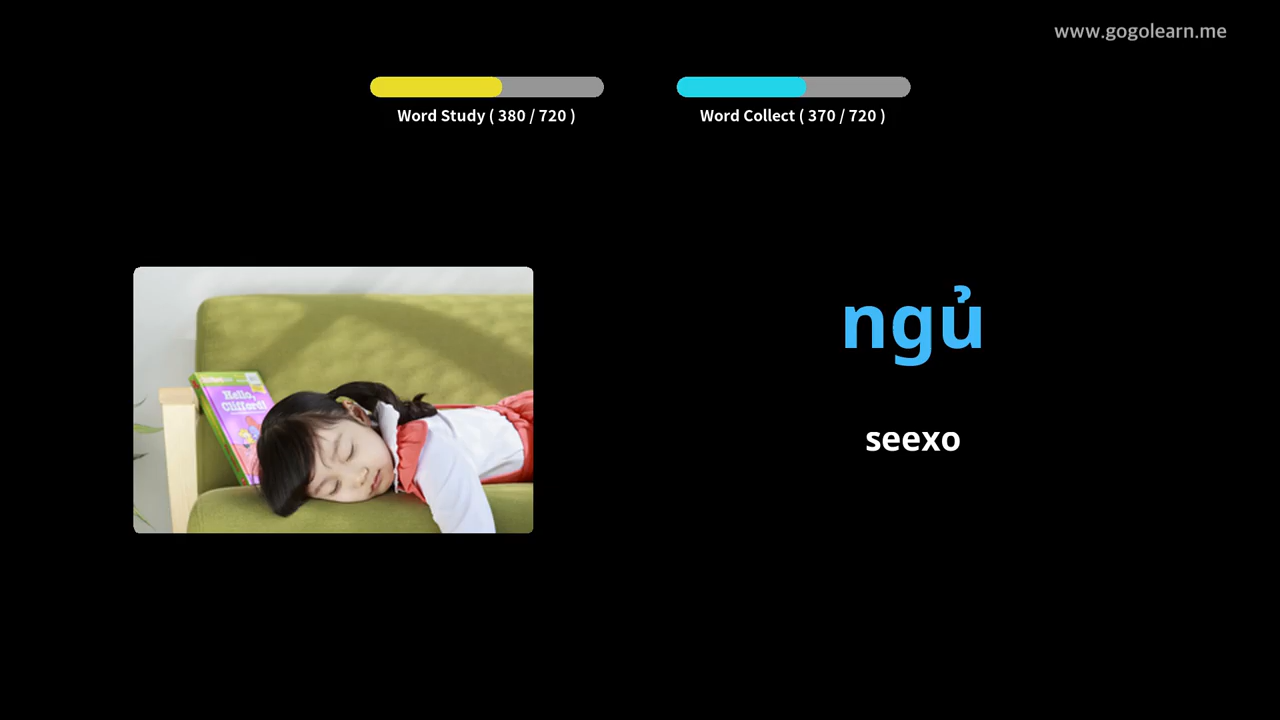 www.gogolearn.me
Word Study ( 380 / 720 )
Word Collect ( 370 / 720 )
Hello,
Clifford!
ngủ
seexo